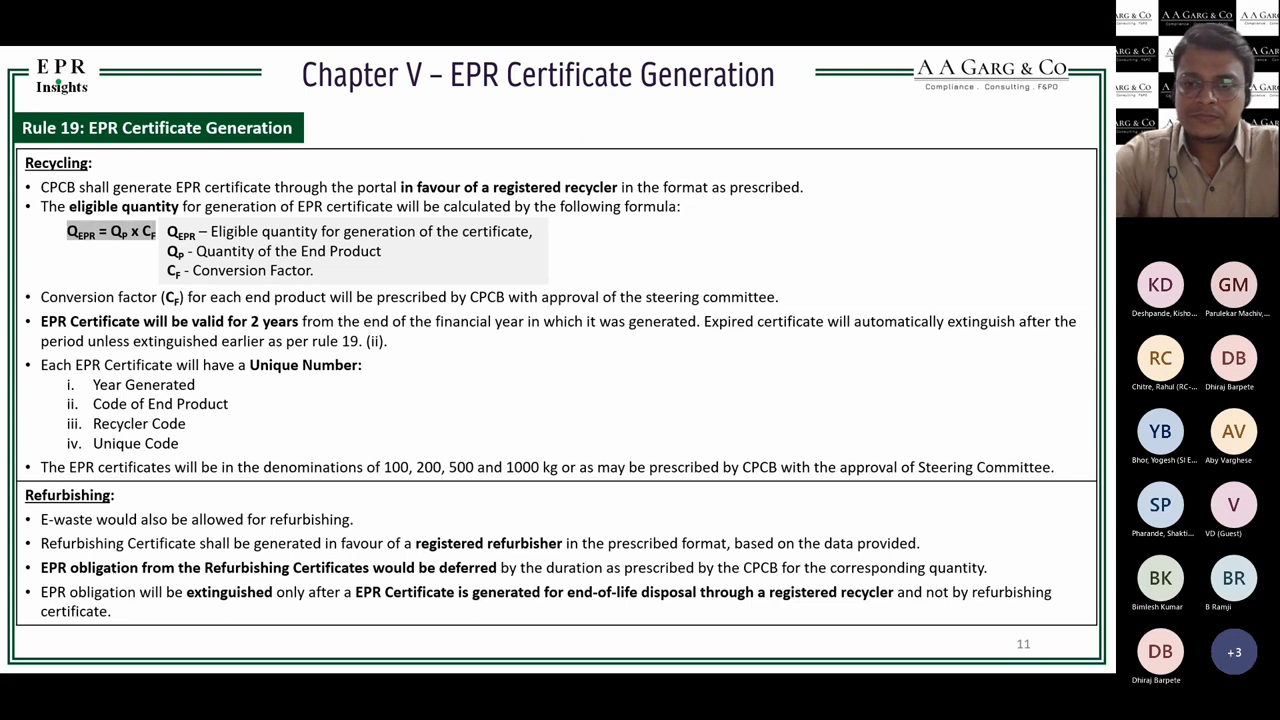 EPR
Insights
Chapter V – EPR Certificate Generation
A A GARG & CO
Compliance . Consulting . F&PO
Rule 19: EPR Certificate Generation
Recycling:
• CPCB shall generate EPR certificate through the portal in favour of a registered recycler in the format as prescribed.
• The eligible quantity for generation of EPR certificate will be calculated by the following formula:
QEPR = QP x CF
QEPR – Eligible quantity for generation of the certificate,
QP - Quantity of the End Product
CF - Conversion Factor.
• Conversion factor (CF) for each end product will be prescribed by CPCB with approval of the steering committee.
• EPR Certificate will be valid for 2 years from the end of the financial year in which it was generated. Expired certificate will automatically extinguish after the
period unless extinguished earlier as per rule 19. (ii).
• Each EPR Certificate will have a Unique Number:
i. Year Generated
ii. Code of End Product
iii. Recycler Code
iv. Unique Code
• The EPR certificates will be in the denominations of 100, 200, 500 and 1000 kg or as may be prescribed by CPCB with the approval of Steering Committee.
Refurbishing:
• E-waste would also be allowed for refurbishing.
• Refurbishing Certificate shall be generated in favour of a registered refurbisher in the prescribed format, based on the data provided.
• EPR obligation from the Refurbishing Certificates would be deferred by the duration as prescribed by the CPCB for the corresponding quantity.
• EPR obligation will be extinguished only after a EPR Certificate is generated for end-of-life disposal through a registered recycler and not by refurbishing
certificate.
11
A A GARG & CO
KD
GM
Deshpande, Kisho...
Parulekar Machiv,...
RC
DB
Chitre, Rahul (RC-...
Dhiraj Barpete
YB
AV
Bhor, Yogesh (SI E...
Aby Varghese
SP
V
Pharande, Shakti...
VD (Guest)
BK
BR
Bimlesh Kumar
B Ramji
DB
+3
Dhiraj Barpete